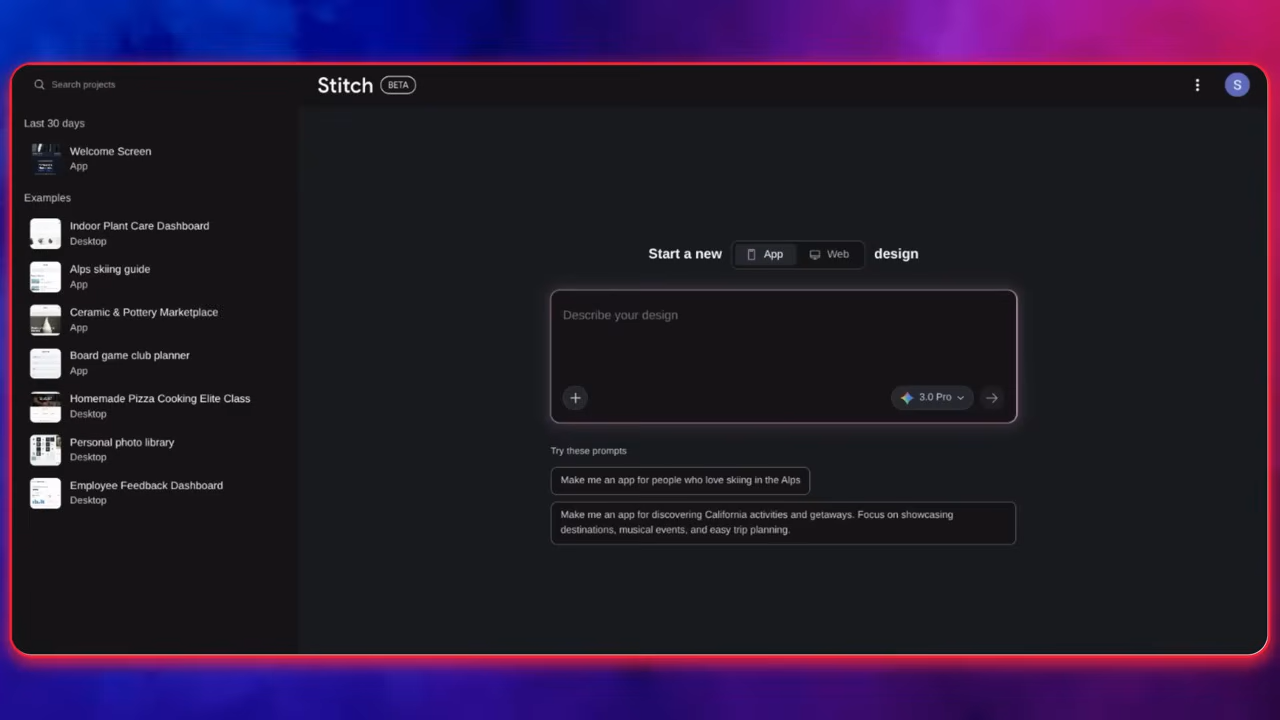 Search projects
Stitch
BETA
S
Last 30 days
Welcome Screen
App
Examples
Indoor Plant Care Dashboard
Desktop
Alps skiing guide
App
Ceramic & Pottery Marketplace
App
Board game club planner
App
Homemade Pizza Cooking Elite Class
Desktop
Personal photo library
Desktop
Employee Feedback Dashboard
Desktop
Start a new App Web design
Describe your design
3.0 Pro
Try these prompts
Make me an app for people who love skiing in the Alps
Make me an app for discovering California activities and getaways. Focus on showcasing
destinations, musical events, and easy trip planning.